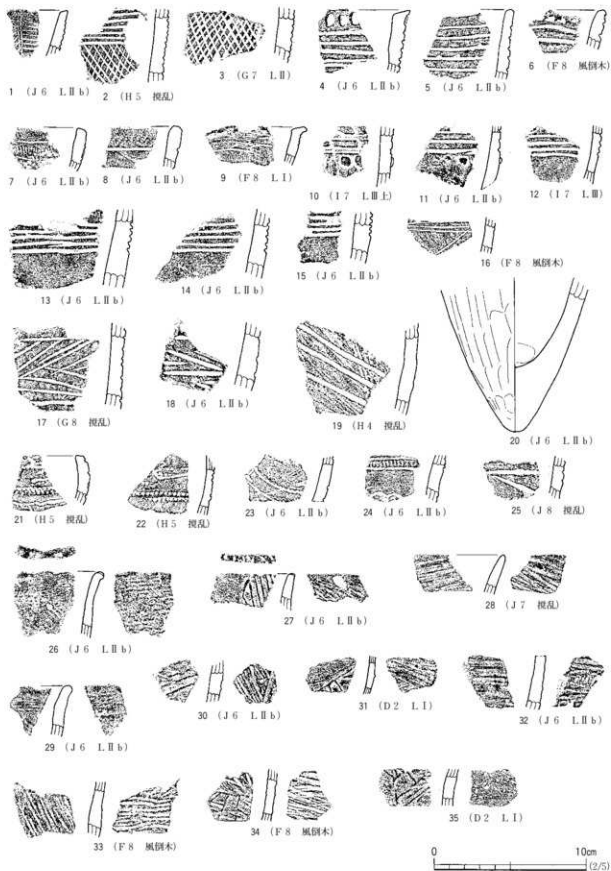 1 (J6 LⅡb)
2 (H5 撹乱)
3 (G7 LⅡ)
4 (J6 LⅡb)
5 (J6 LⅡb)
6 (F8 風倒木)
7 (J6 LⅡb)
8 (J6 LⅡb)
9 (F8 LⅠ)
10 (I7 LⅢ上)
11 (J6 LⅡb)
12 (I7 LⅢ)
13 (J6 LⅡb)
14 (J6 LⅡb)
15 (J6 LⅡb)
16 (F8 風倒木)
17 (G8 撹乱)
18 (J6 LⅡb)
19 (H4 撹乱)
20 (J6 LⅡb)
21 (H5 撹乱)
22 (H5 撹乱)
23 (J6 LⅡb)
24 (J6 LⅡb)
25 (J8 撹乱)
26 (J6 LⅡb)
27 (J6 LⅡb)
28 (J7 撹乱)
29 (J6 LⅡb)
30 (J6 LⅡb)
31 (D2 LⅠ)
32 (J6 LⅡb)
33 (F8 風倒木)
34 (F8 風倒木)
35 (D2 LⅠ)
0 10㎝
(2/5)